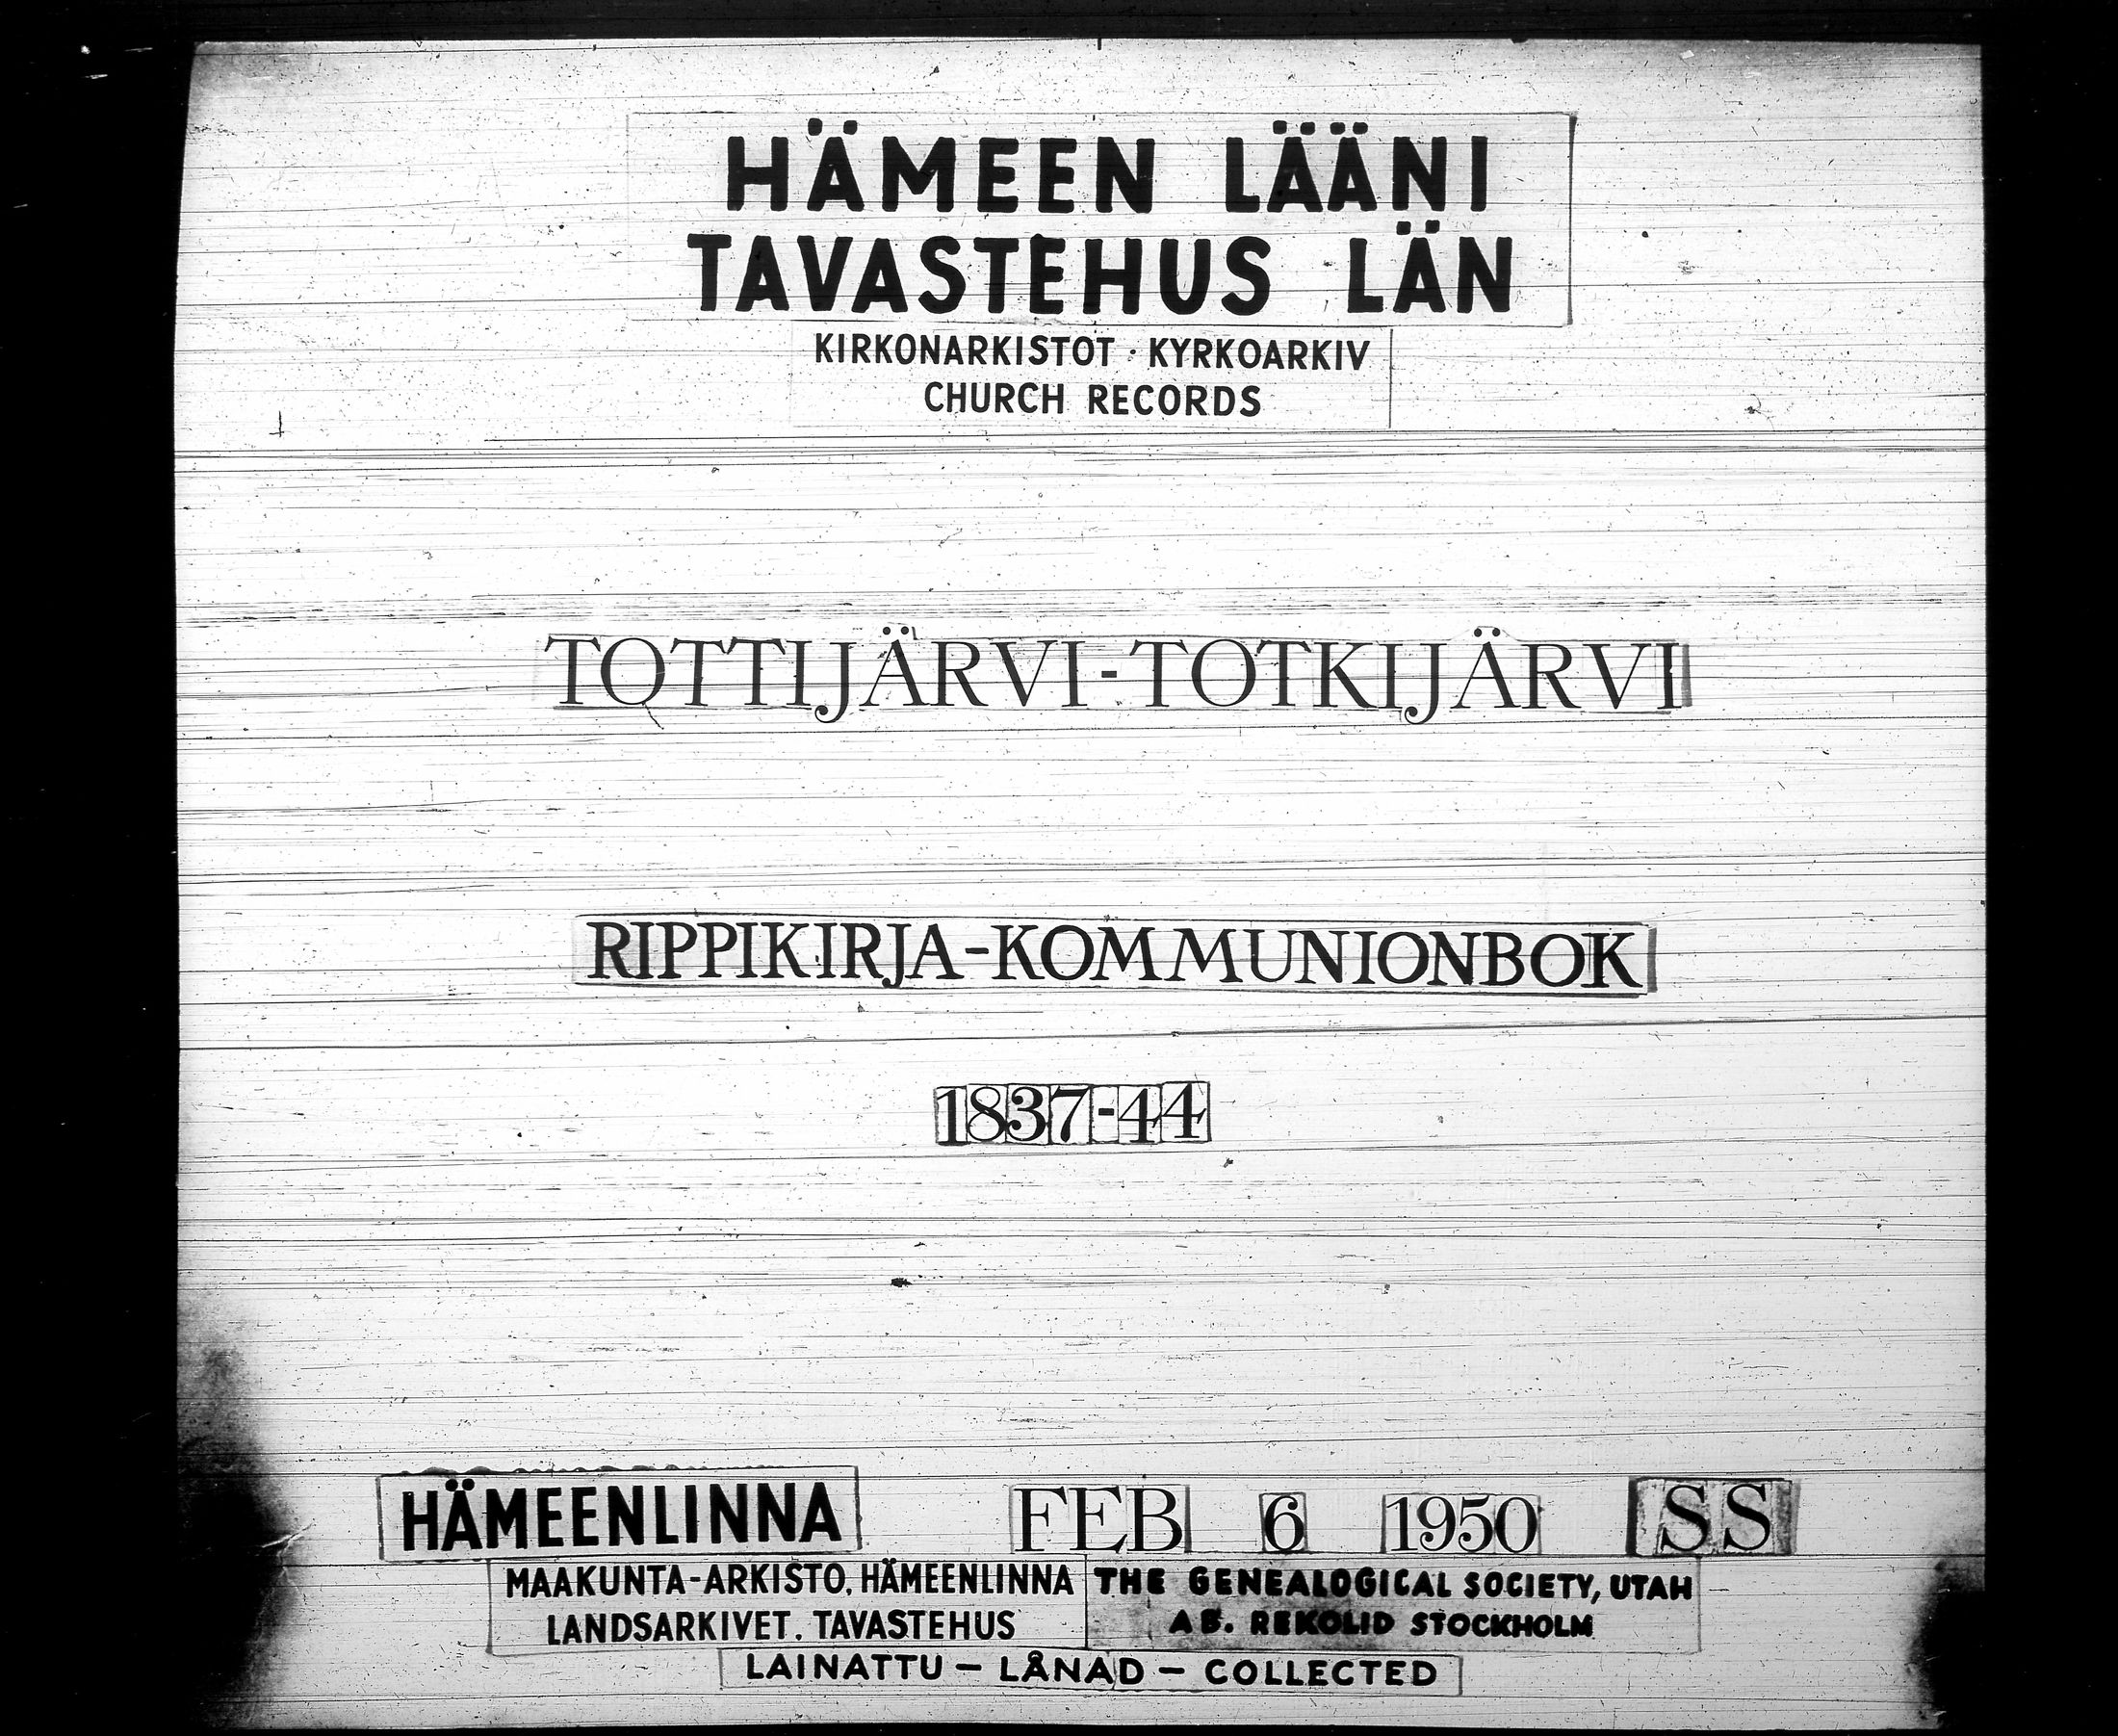 HÄMEEN LÄÄNI
TAVASTEHUS LÄN
KIRKONARKISTOT · KYRKOARKIV
CHURCH RECORDS
TOTTIJÄRVI-TOTKIJÄRVI
RIPPIKIRJA-KOMMUNIONBOK
1837-44
HÄMEENLINNA FEB 6 1950 SS
MAAKUNTA-ARKISTO, HÄMEENLINNA
LANDSARKIVET, TAVASTEHUS
THE GENEALOGICAL SOCIETY, UTAH
AB. REKOLID STOCKHOLM
LAINATTU – LÅNAD – COLLECTED